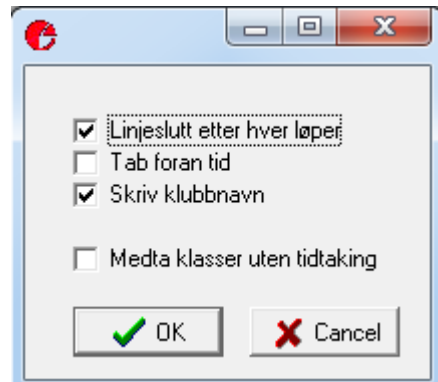 Linjeslutt etter hver løper
Tab foran tid
Skriv klubbnavn
Medta klasser uten tidtaking
OK
Cancel